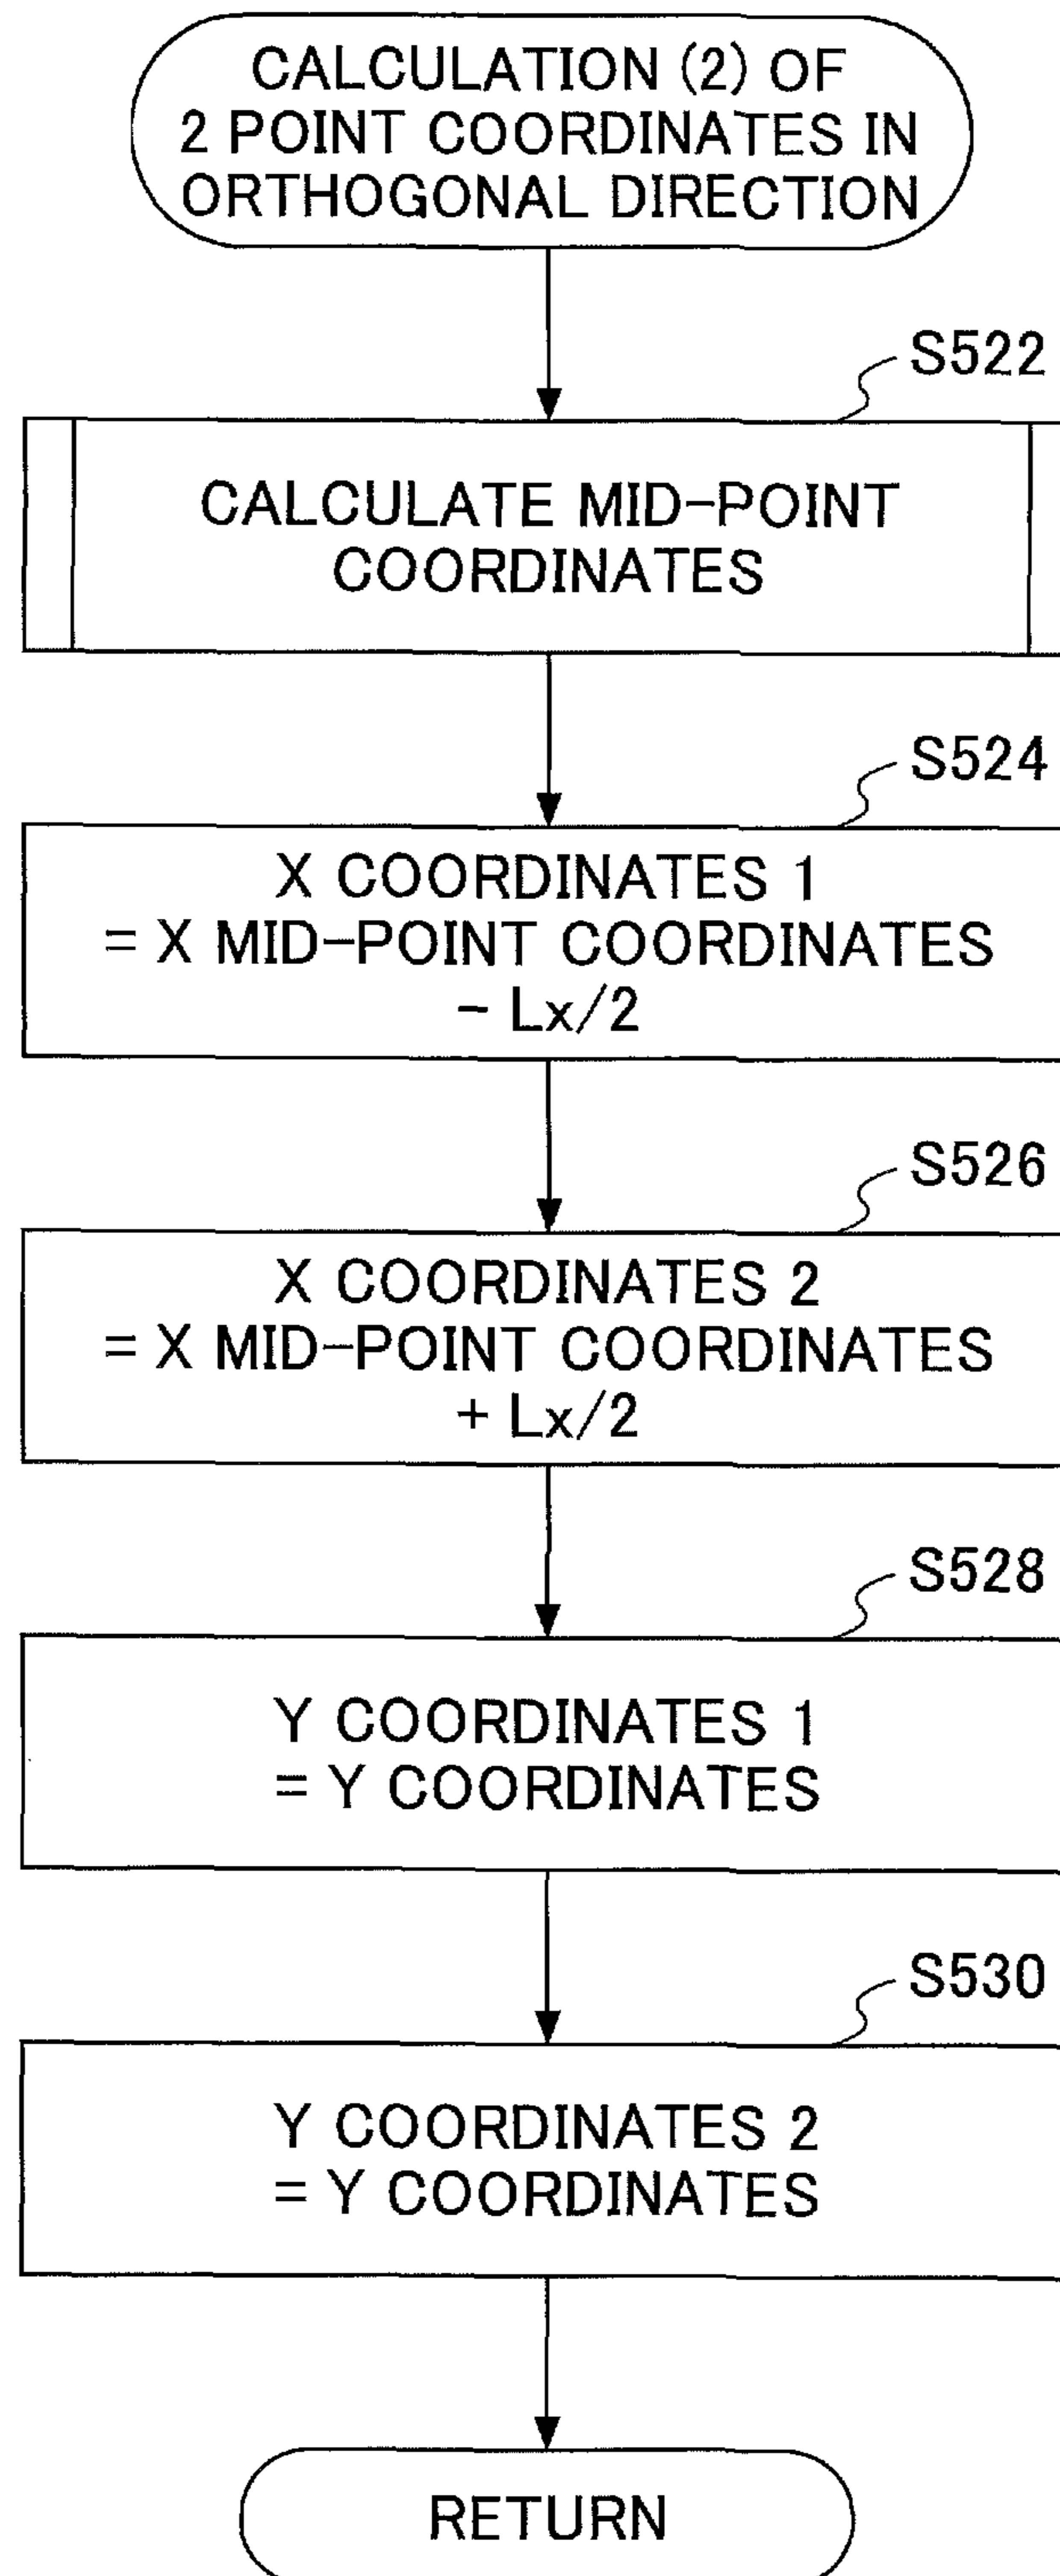 CALCULATION (2) OF
2 POINT COORDINATES IN
ORTHOGONAL DIRECTION
S522
CALCULATE MID-POINT
COORDINATES
S524
X COORDINATES 1
= X MID-POINT COORDINATES
- Lx/2
S526
X COORDINATES 2
= X MID-POINT COORDINATES
+ Lx/2
S528
Y COORDINATES 1
= Y COORDINATES
S530
Y COORDINATES 2
= Y COORDINATES
RETURN